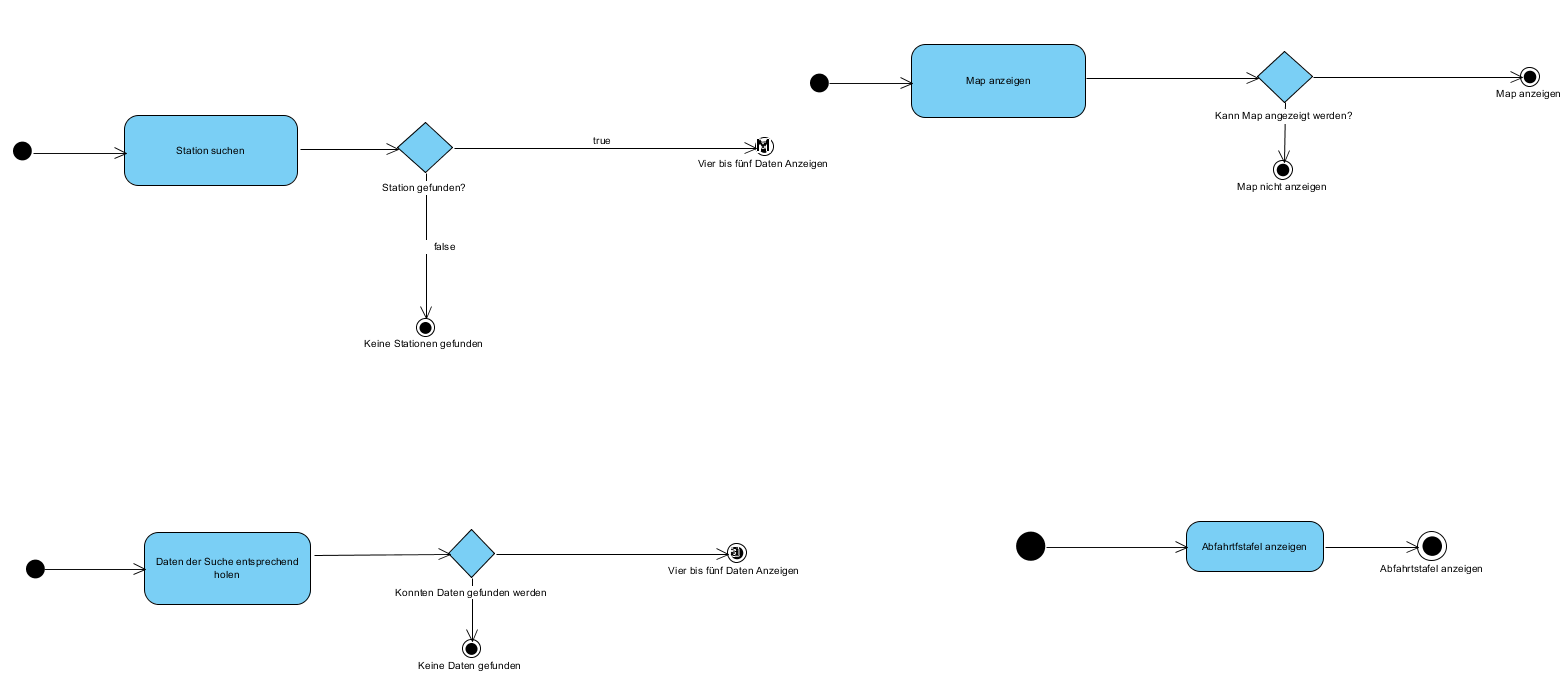 Station suchen
Station gefunden?
true
Vier bis fünf Daten Anzeigen
false
Keine Stationen gefunden
Map anzeigen
Kann Map angezeigt werden?
Map anzeigen
Map nicht anzeigen
Daten der Suche entsprechend
holen
Konnten Daten gefunden werden
Vier bis fünf Daten Anzeigen
Keine Daten gefunden
Abfahrtfstafel anzeigen
Abfahrtstafel anzeigen